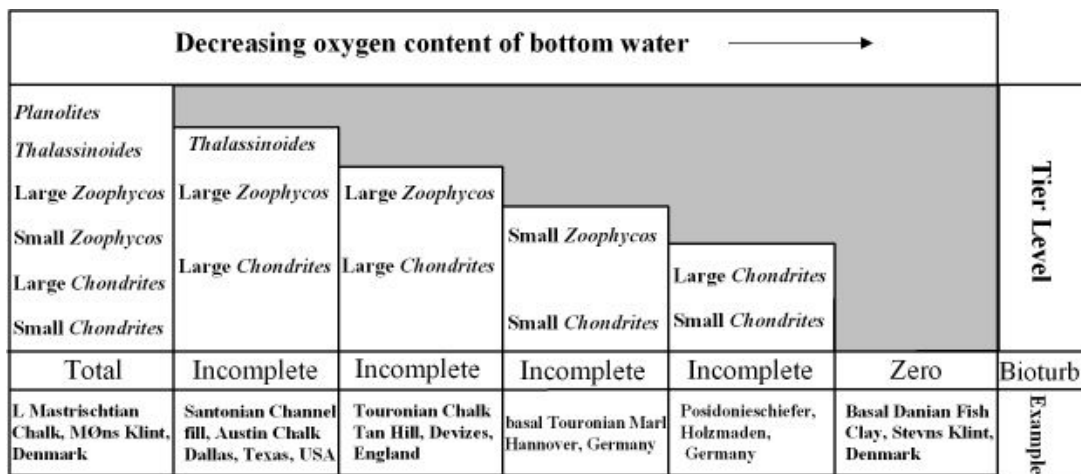 Decreasing oxygen content of bottom water
Planolites
Thalassinoides
Large Zoophycos
Small Zoophycos
Large Chondrites
Small Chondrites
Thalassinoides
Large Zoophycos
Large Chondrites
Large Zoophycos
Large Chondrites
Small Zoophycos
Small Chondrites
Large Chondrites
Small Chondrites
Tier Level
Total
Incomplete
Incomplete
Incomplete
Incomplete
Zero
Bioturb
L Mastrischtian
Chalk, MØns Klint,
Denmark
Santonian Channel
fill, Austin Chalk
Dallas, Texas, USA
Touronian Chalk
Tan Hill, Devizes,
England
basal Touronian Marl
Hannover, Germany
Posidonieschiefer,
Holzmaden,
Germany
Basal Danian Fish
Clay, Stevns Klint,
Denmark
Example